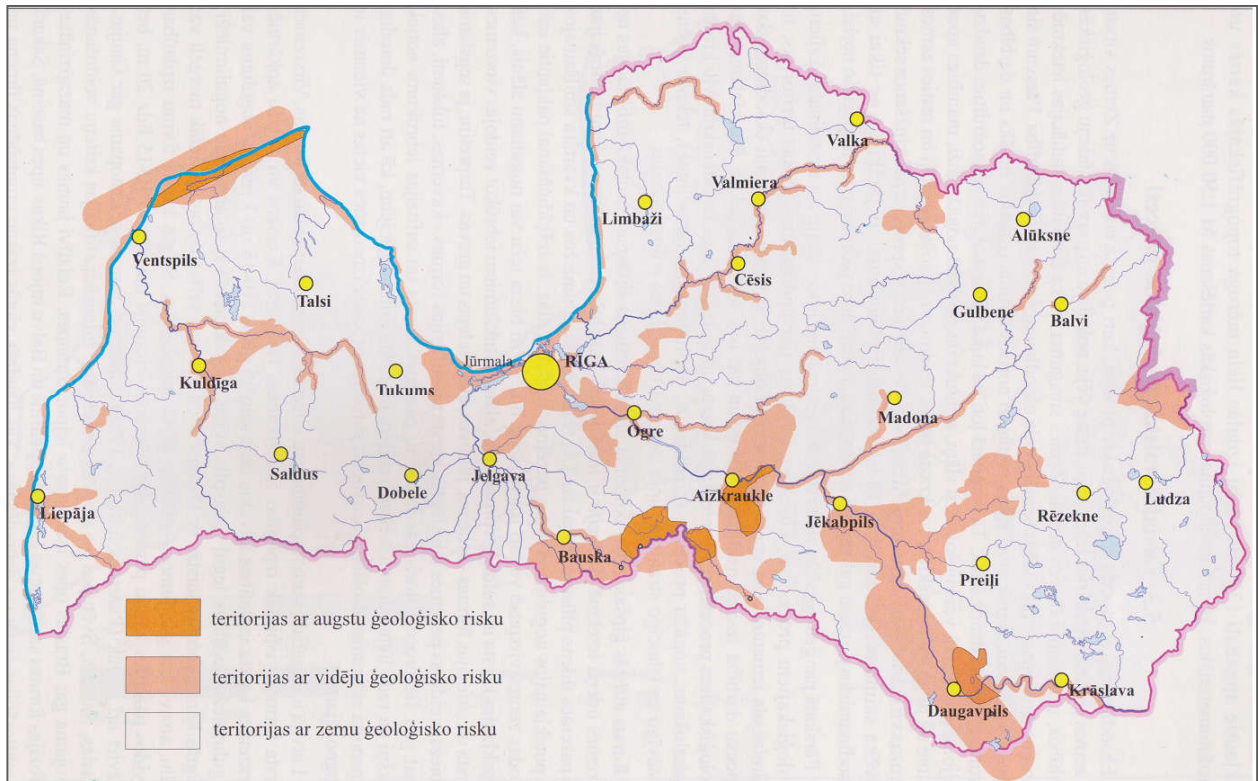 Valka
Valmiera
Limbaži
Alūksne
Ventspils
Cēsis
Talsi
Gulbene
Balvi
Jūrmala
RĪGA
Kuldīga
Tukums
Madona
Ogre
Saldus
Jelgava
Dobele
Aizkraukle
Liepāja
Jēkabpils
Rēzekne
Ludza
Bauska
Preiļi
Krāslava
Daugavpils
teritorijas ar augstu ģeoloģisko risku
teritorijas ar vidēju ģeoloģisko risku
teritorijas ar zemu ģeoloģisko risku